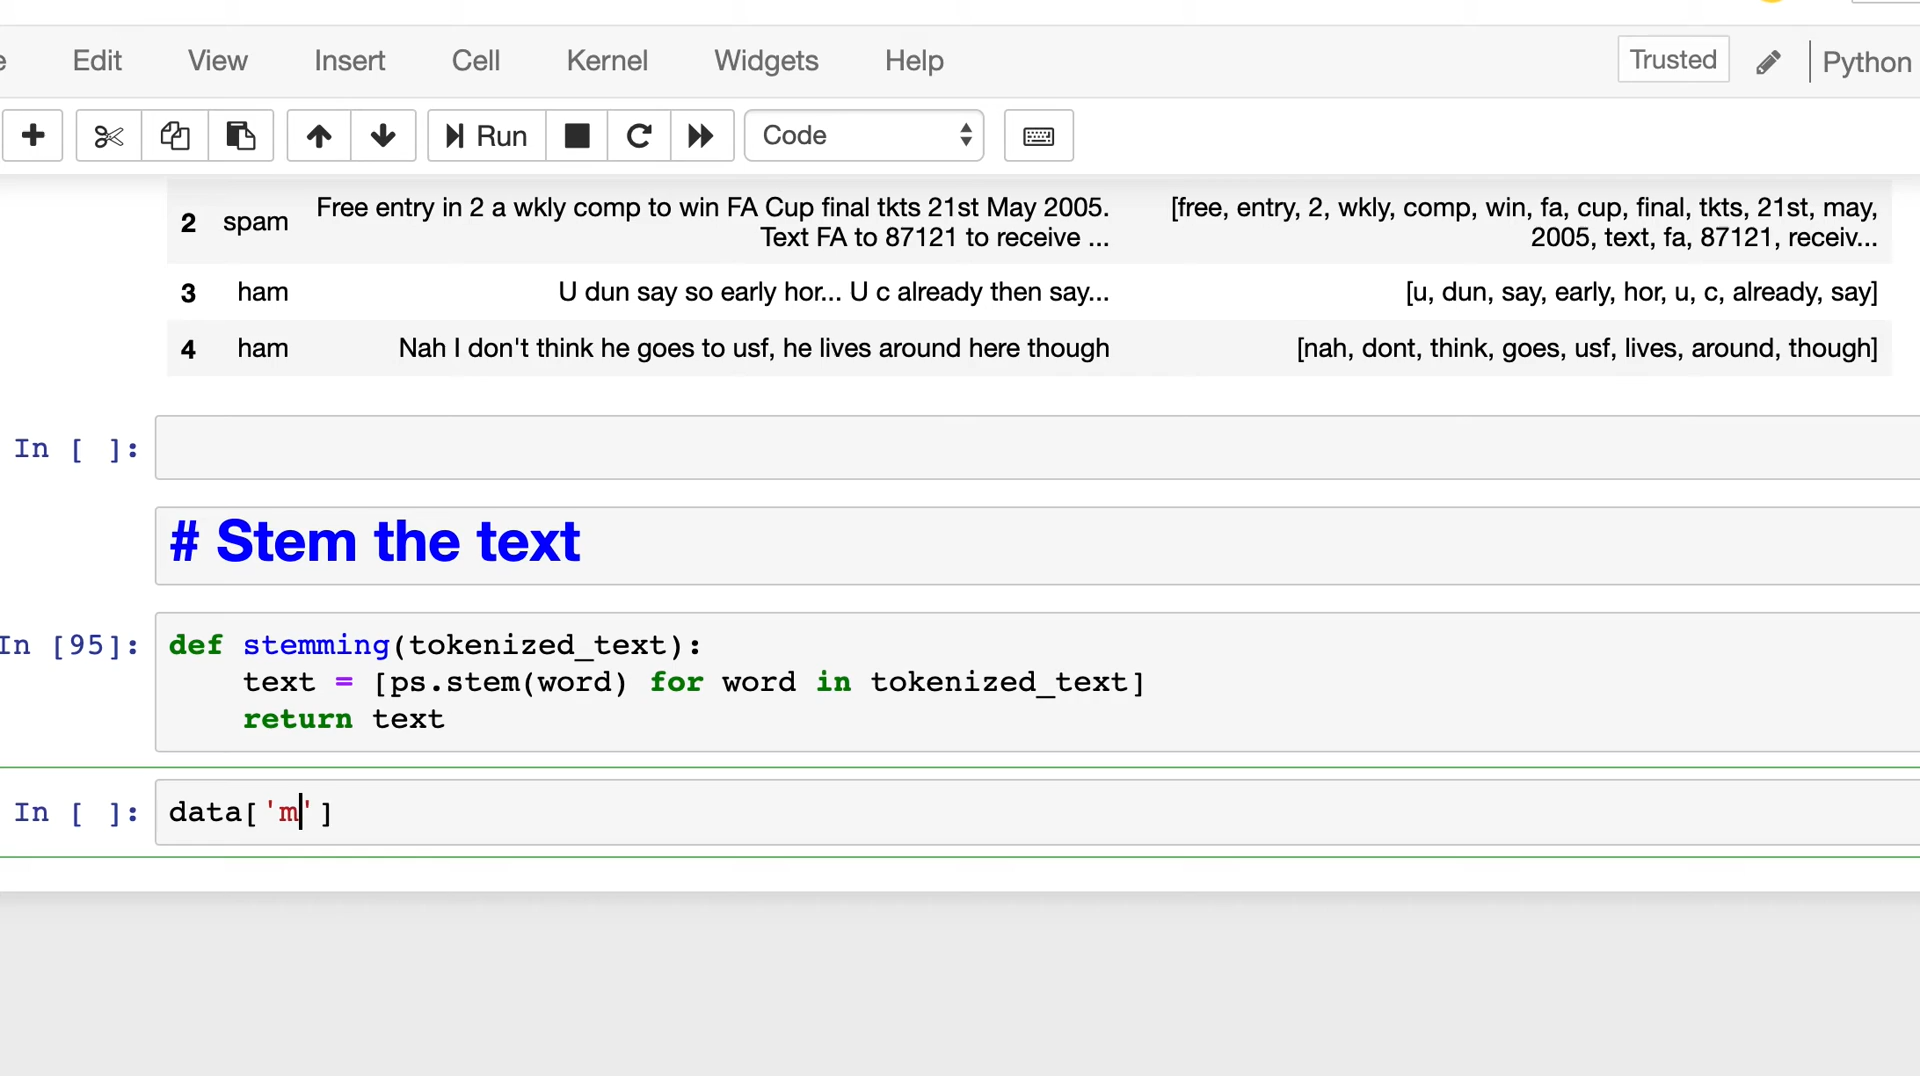 e Edit View Insert Cell Kernel Widgets Help Trusted Python
Run Code
2 spam Free entry in 2 a wkly comp to win FA Cup final tkts 21st May 2005. [free, entry, 2, wkly, comp, win, fa, cup, final, tkts, 21st, may,
Text FA to 87121 to receive ... 2005, text, fa, 87121, receiv...
3 ham U dun say so early hor... U c already then say... [u, dun, say, early, hor, u, c, already, say]
4 ham Nah I don't think he goes to usf, he lives around here though [nah, dont, think, goes, usf, lives, around, though]
In [ ]:
# Stem the text
In [95]: def stemming(tokenized_text):
text = [ps.stem(word) for word in tokenized_text]
return text
In [ ]: data['m']